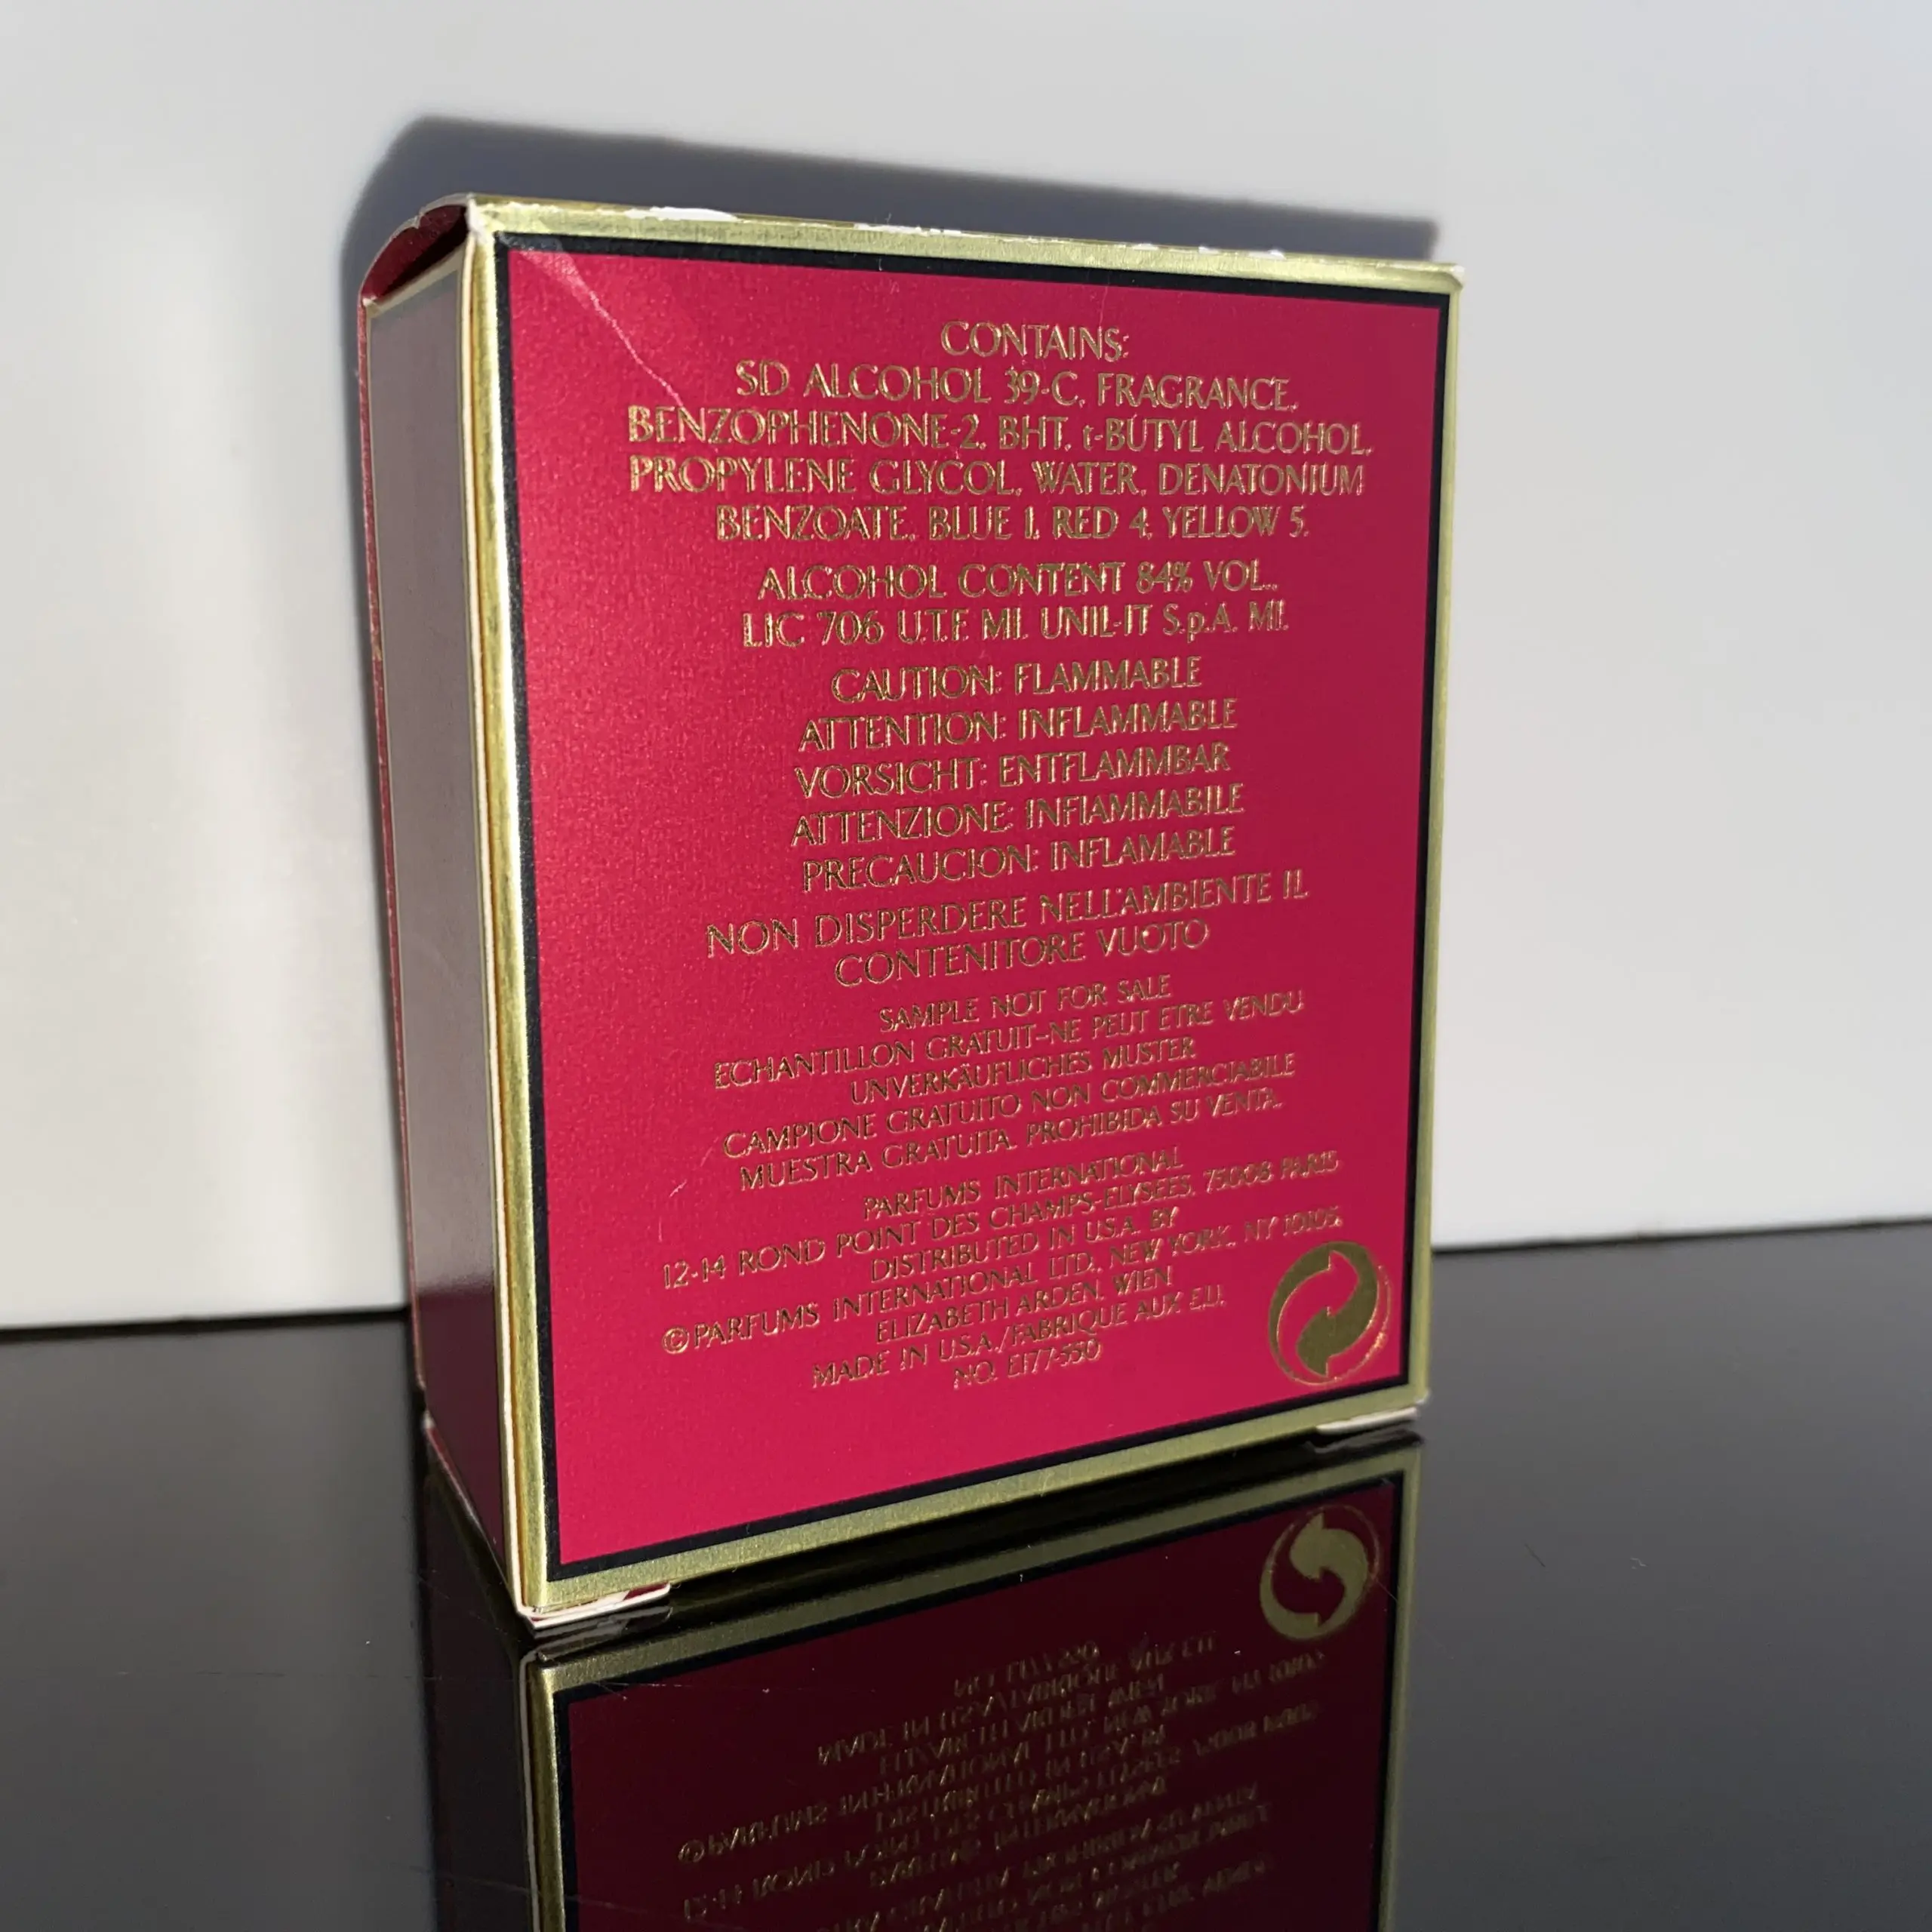 CONTAINS:
SD ALCOHOL 39-C, FRAGRANCE,
BENZOPHENONE-2, BHT, t-BUTYL ALCOHOL,
PROPYLENE GLYCOL, WATER, DENATONIUM
BENZOATE, BLUE 1, RED 4, YELLOW 5.
ALCOHOL CONTENT 84% VOL.,
LIC 706 U.T.F. MI. UNIL-IT S.p.A. MI.
CAUTION: FLAMMABLE
ATTENTION: INFLAMMABLE
VORSICHT: ENTFLAMMBAR
ATTENZIONE: INFIAMMABILE
PRECAUCION: INFLAMABLE
NON DISPERDERE NELL'AMBIENTE IL
CONTENITORE VUOTO
SAMPLE NOT FOR SALE
ECHANTILLON GRATUIT-NE PEUT ETRE VENDU
UNVERKÄUFLICHES MUSTER
CAMPIONE GRATUITO NON COMMERCIABILE
MUESTRA GRATUITA. PROHIBIDA SU VENTA.
PARFUMS INTERNATIONAL
12-14 ROND POINT DES CHAMPS-ELYSEES, 75008 PARIS
DISTRIBUTED IN U.S.A. BY
©PARFUMS INTERNATIONAL LTD., NEW YORK, NY 10105.
ELIZABETH ARDEN, WIEN
MADE IN U.S.A./FABRIQUE AUX E.U.
NO. E177-550